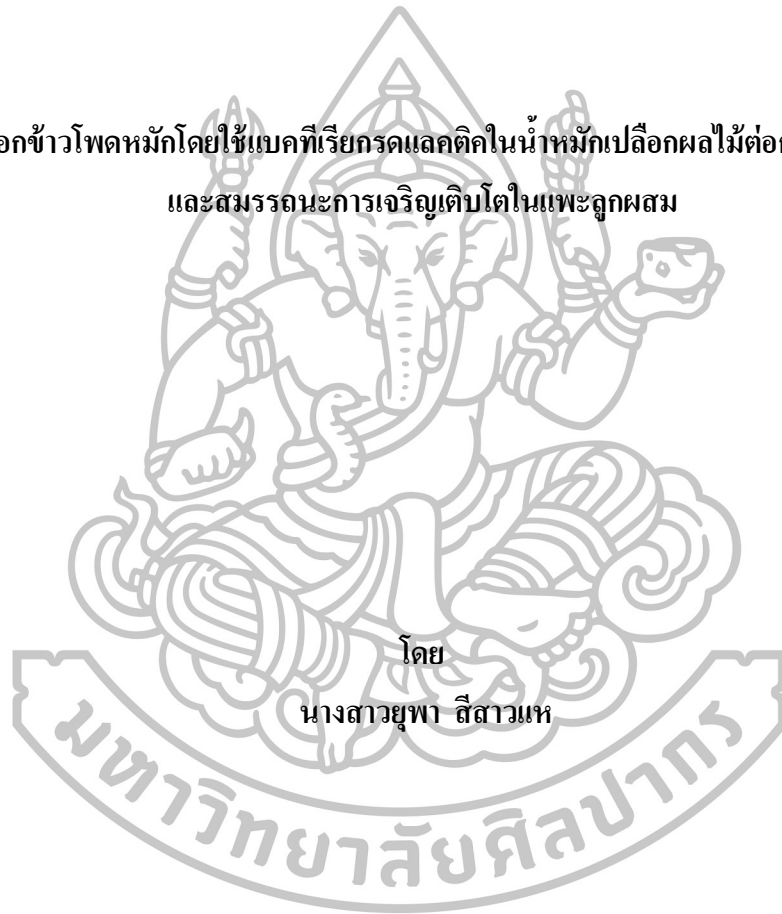 อกข้าวโพดหมักโดยใช้แบคทีเรียกรดแลคติคในน้ำหมักเปลือกผลไม้ต่อ
และสมรรถนะการเจริญเติบโตในแพะลูกผสม
โดย
นางสาวยุพา สีสาวแห
มหาวิทยาลัยศิลปากร